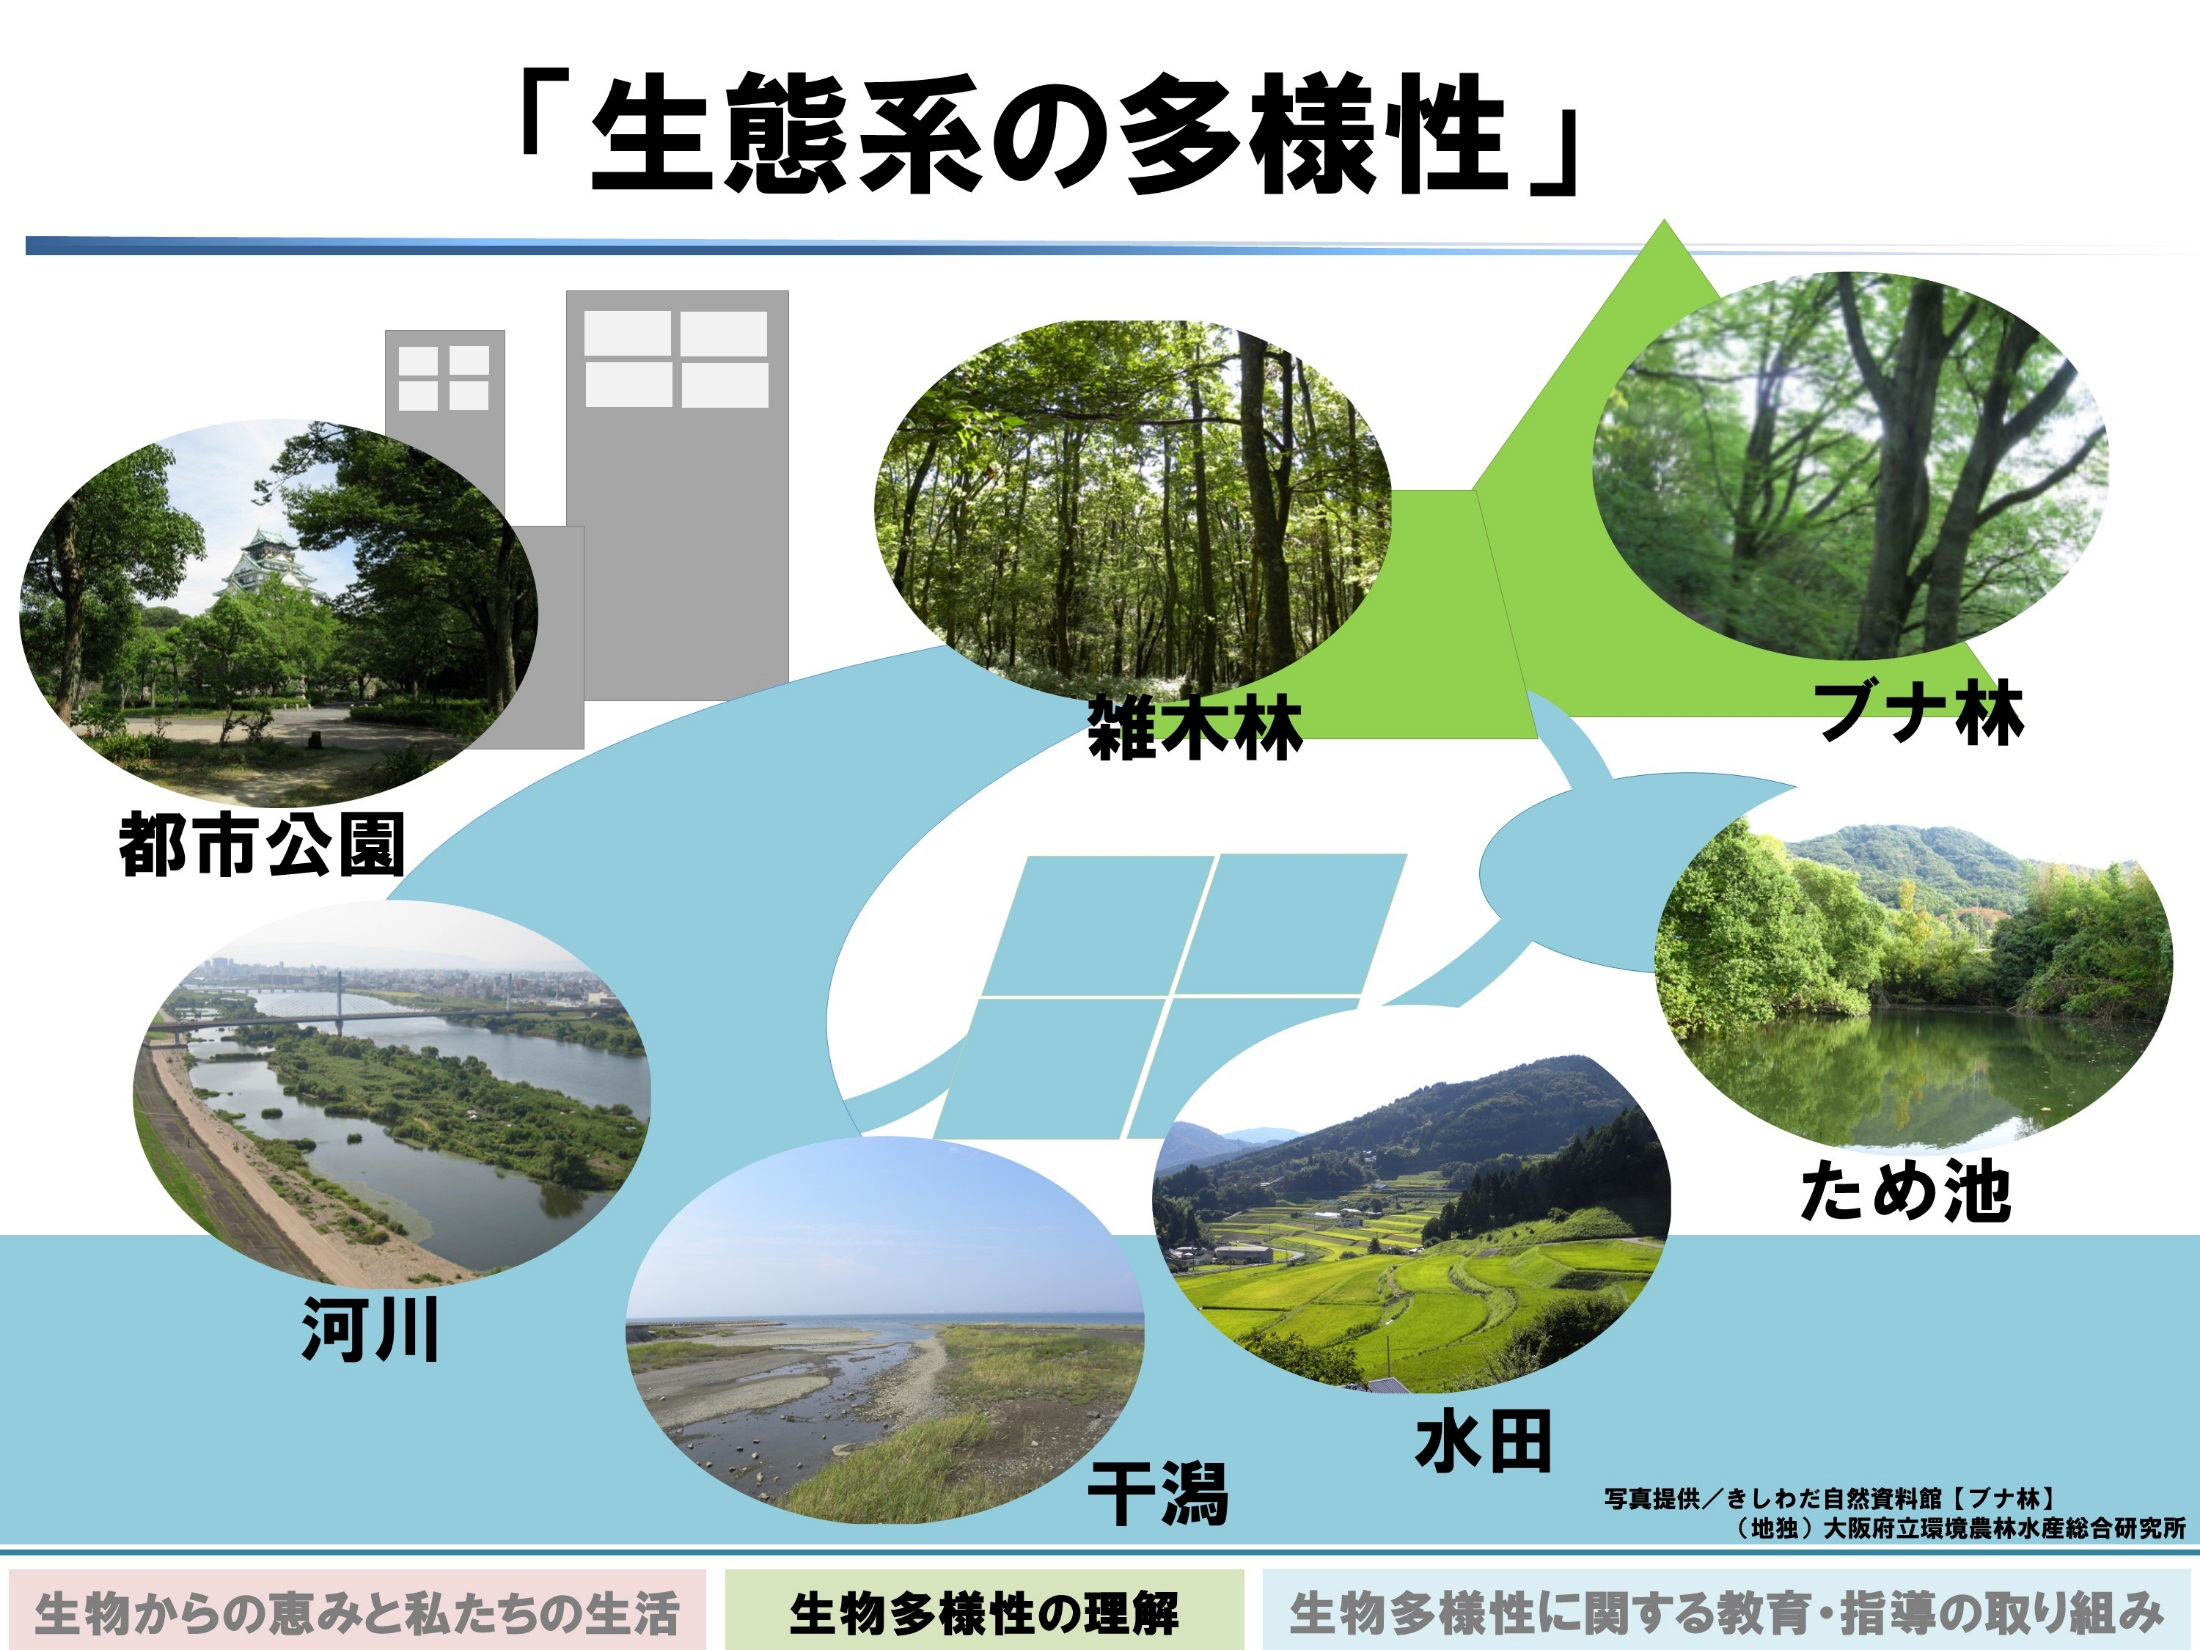 「生態系の多様性」
雑木林
ブナ林
都市公園
ため池
河川
水田
干潟
写真提供／きしわだ自然資料館【ブナ林】
（地独）大阪府立環境農林水産総合研究所
生物からの恵みと私たちの生活
生物多様性の理解
生物多様性に関する教育・指導の取り組み